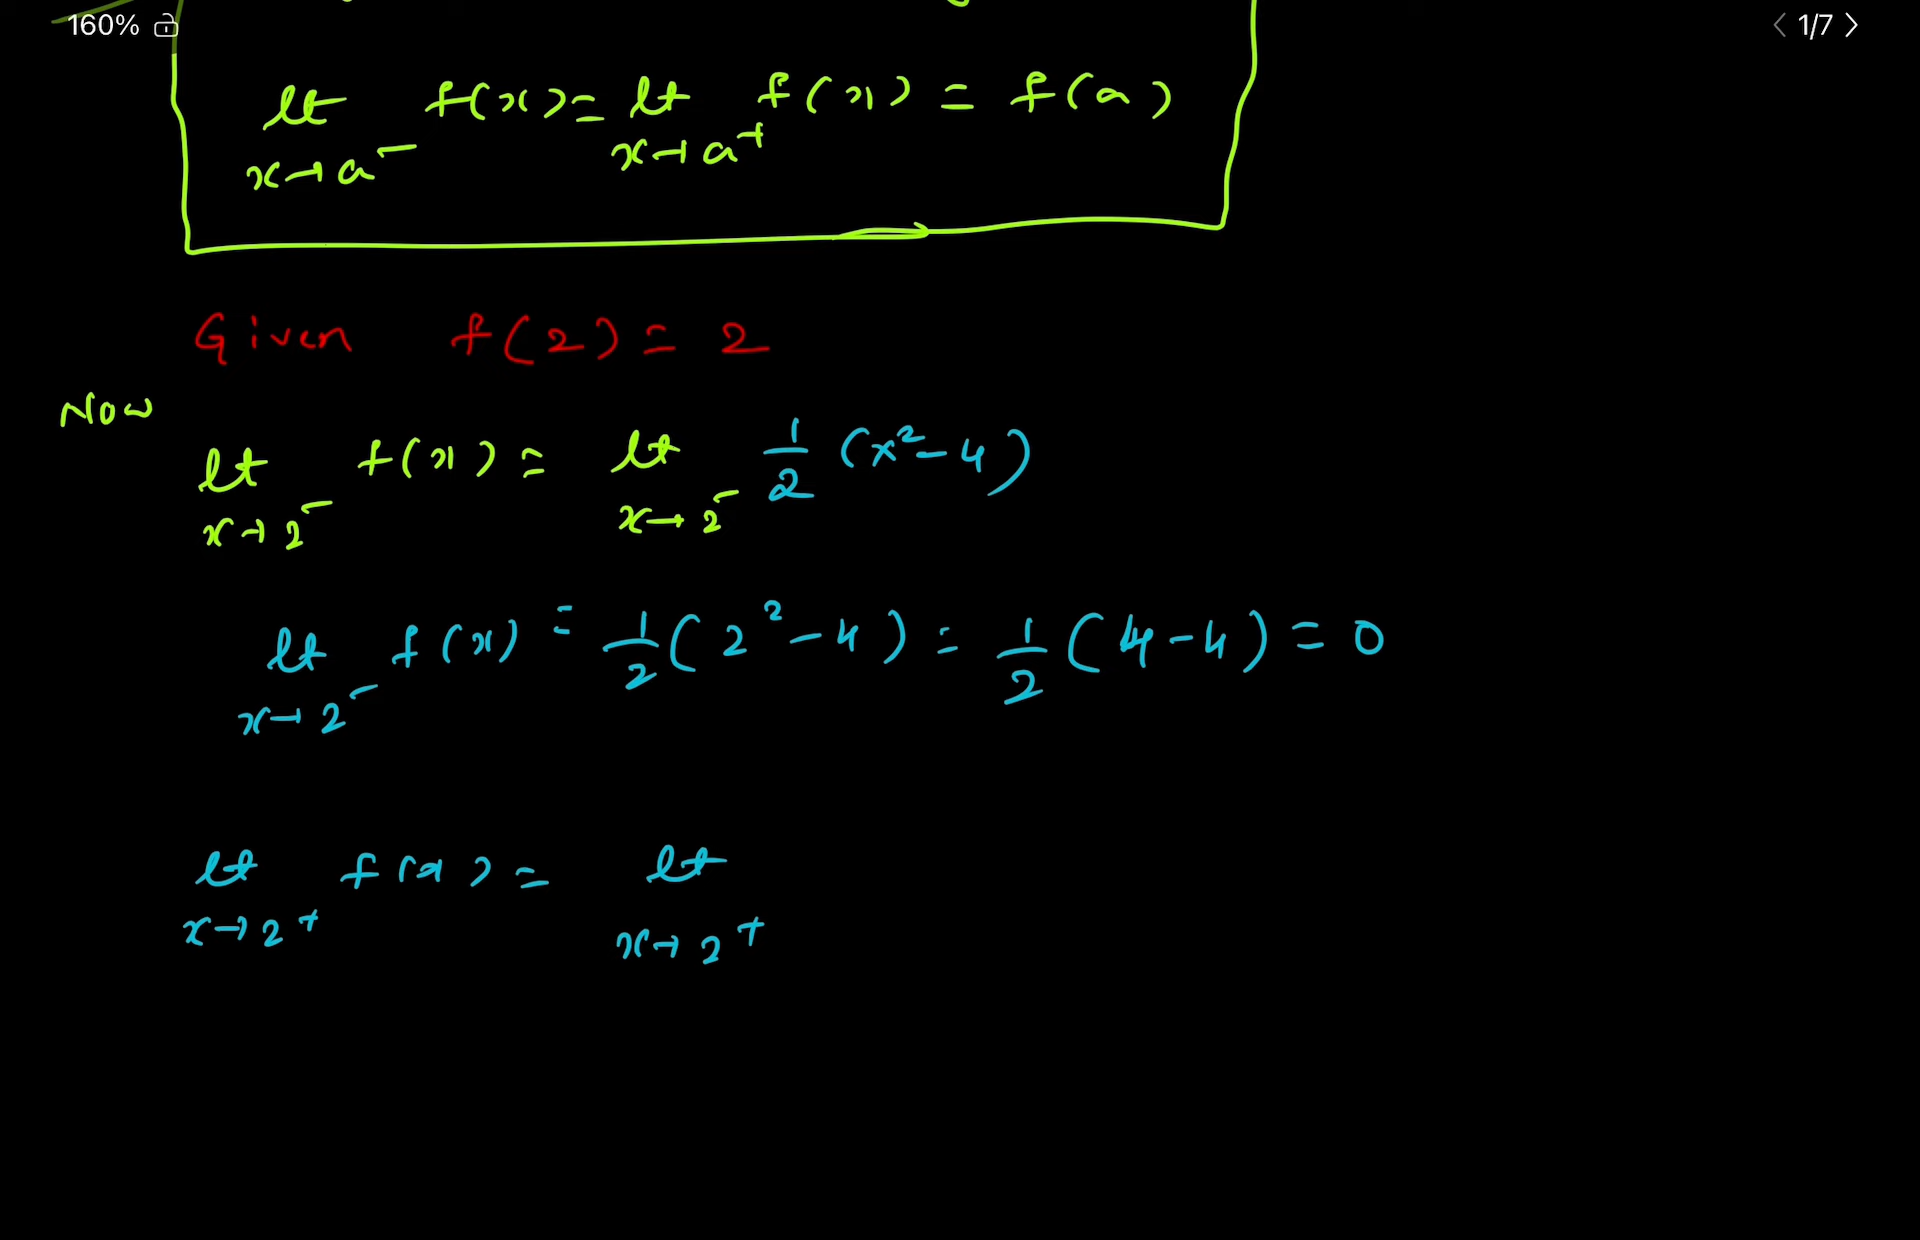 160% 1/7
lt x→a⁻ f(x) = lt x→a⁺ f(x) = f(a)
Given f(2) = 2
Now
lt x→2⁻ f(x) = lt x→2⁻ 1/2 (x² - 4)
lt x→2⁻ f(x) = 1/2 (2² - 4) = 1/2 (4 - 4) = 0
lt x→2⁺ f(x) = lt x→2⁺